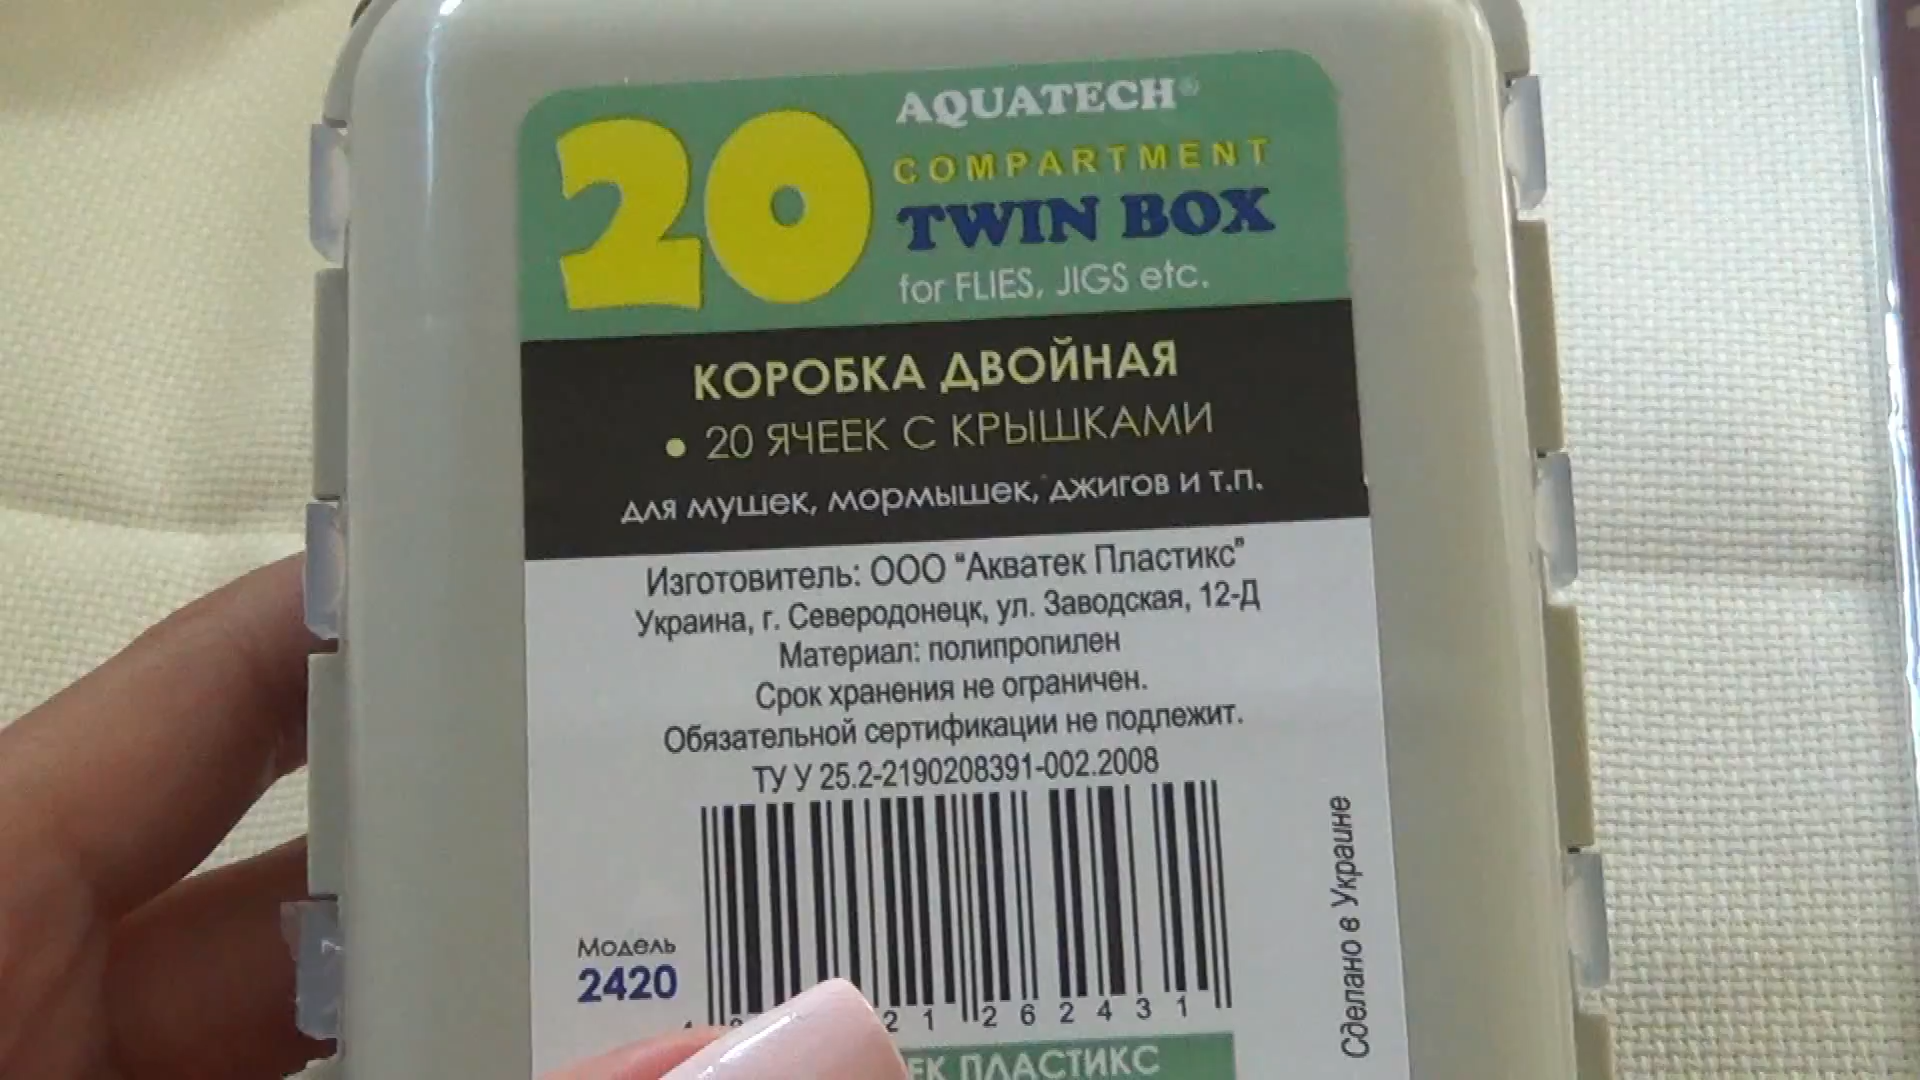 20
AQUATECH®
COMPARTMENT
TWIN BOX
for FLIES, JIGS etc.
КОРОБКА ДВОЙНАЯ
• 20 ЯЧЕЕК С КРЫШКАМИ
для мушек, мормышек, джигов и т.п.
Изготовитель: ООО "Акватек Пластикс"
Украина, г. Северодонецк, ул. Заводская, 12-Д
Материал: полипропилен
Срок хранения не ограничен.
Обязательной сертификации не подлежит.
ТУ У 25.2-2190208391-002.2008
Модель
2420
21 262431
ПЛАСТИКС
Сделано в Украине